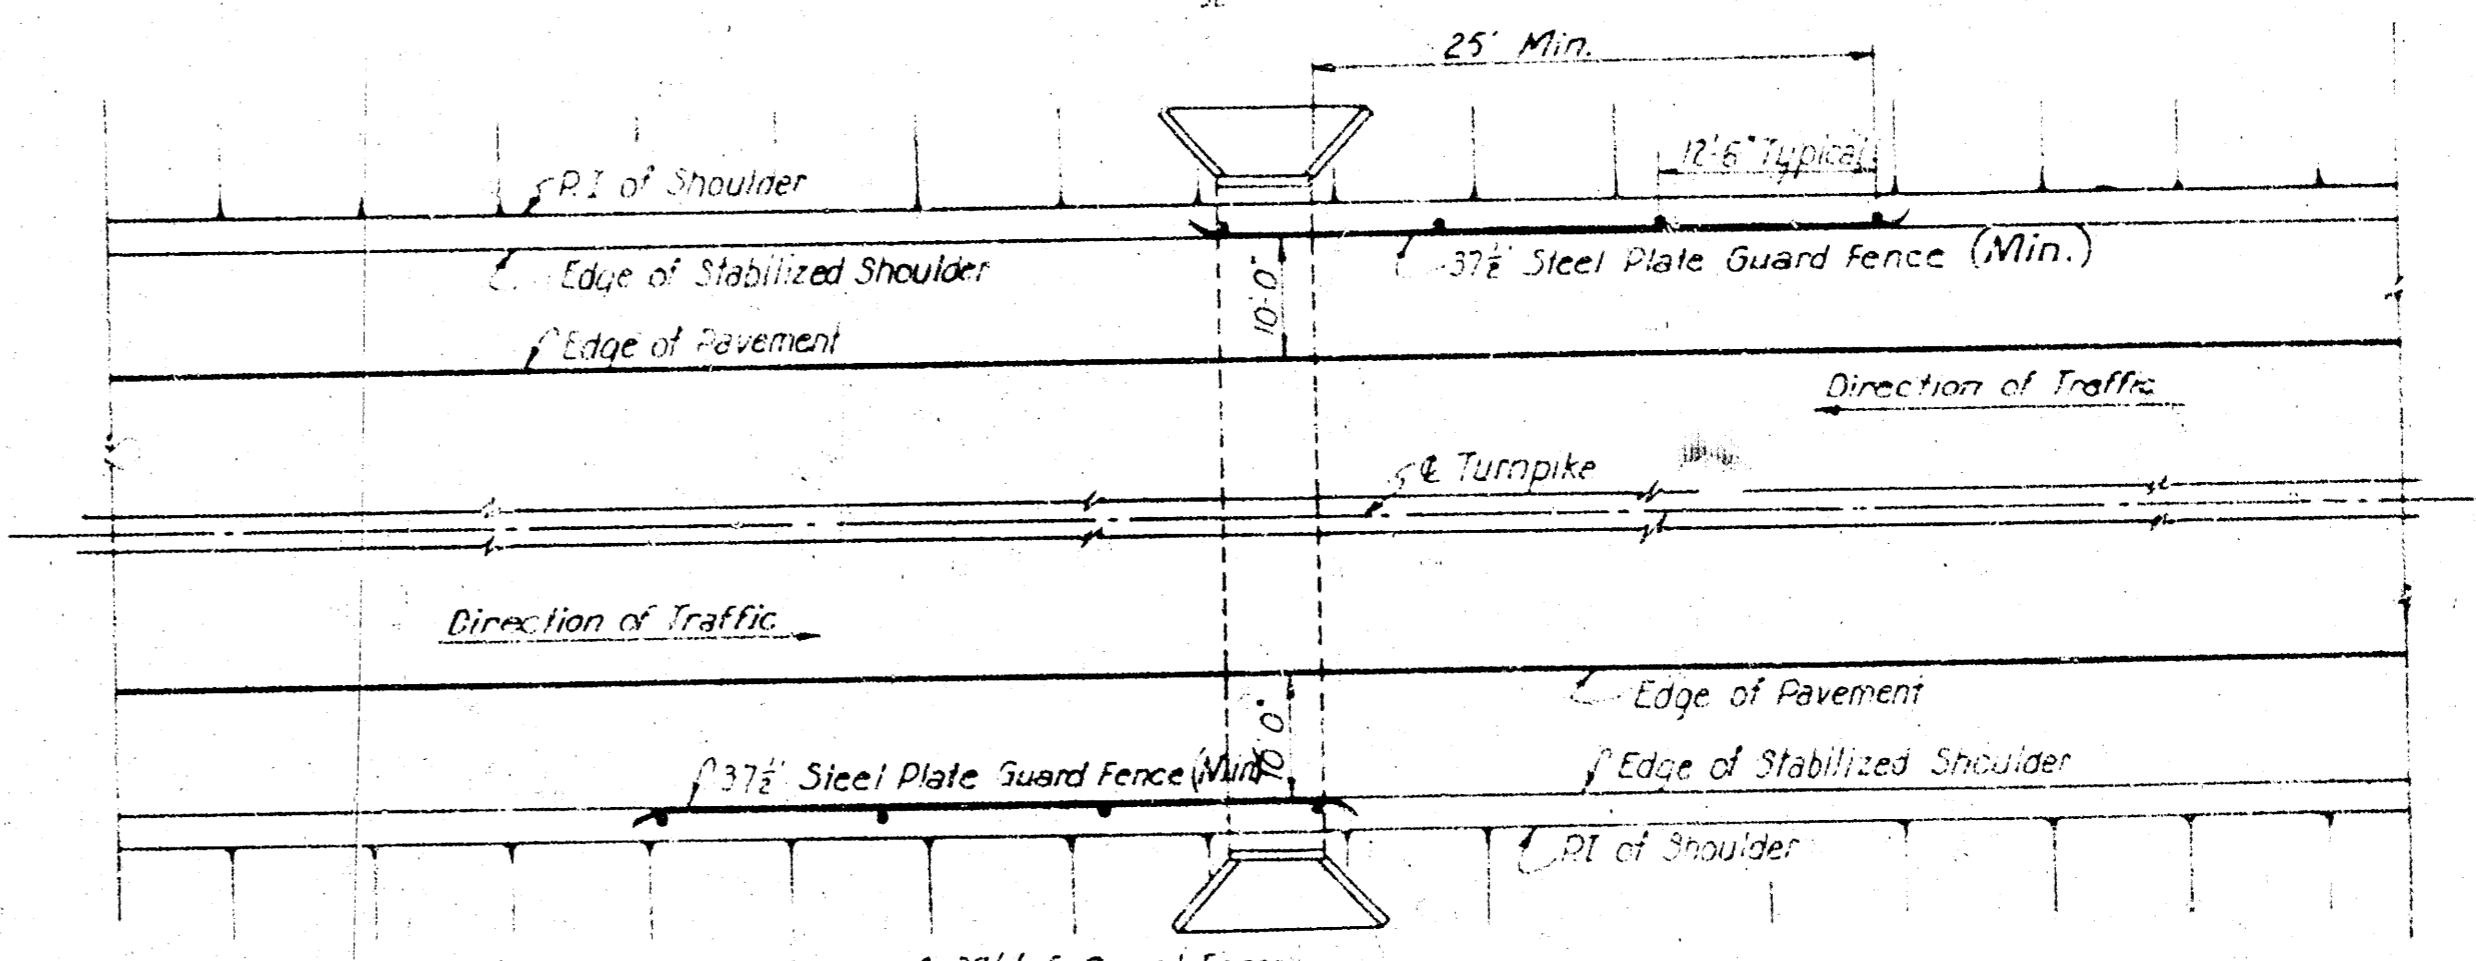 25' Min.
12'-6" Typical
P.I of Shoulder
Edge of Stabilized Shoulder
37½' Steel Plate Guard Fence (Min.)
10'-0"
Edge of Pavement
Direction of Traffic
℄ Turnpike
Direction of Traffic
Edge of Pavement
10'-0"
37½' Steel Plate Guard Fence (Min)
Edge of Stabilized Shoulder
P.I of Shoulder
Guard Fence